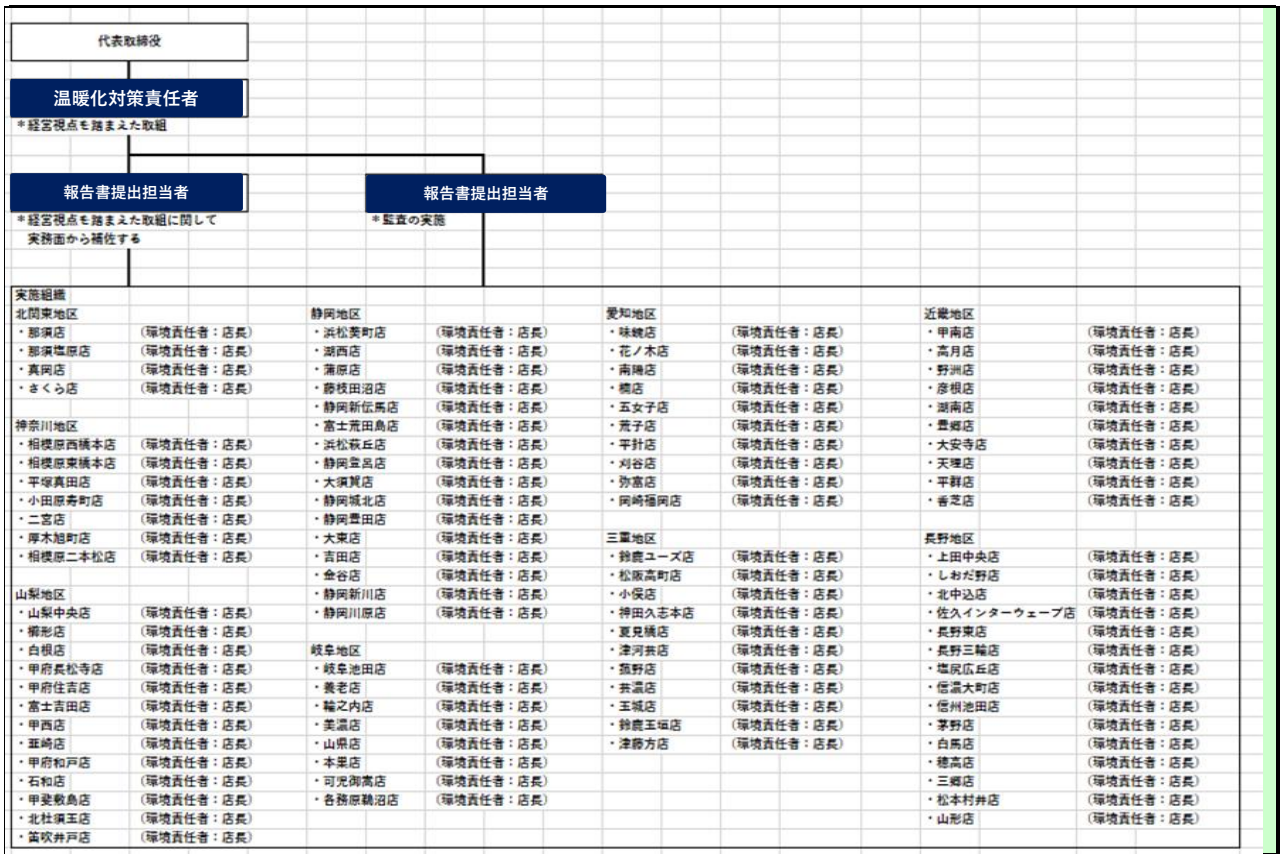 代表取締役
温暖化対策責任者
*経営視点を踏まえた取組
報告書提出担当者
*経営視点を踏まえた取組に関して
実務面から補佐する
報告書提出担当者
*監査の実施
実施組織
北関東地区
・那須店 (環境責任者:店長)
・那須塩原店 (環境責任者:店長)
・真岡店 (環境責任者:店長)
・さくら店 (環境責任者:店長)
神奈川地区
・相模原西橋本店 (環境責任者:店長)
・相模原東橋本店 (環境責任者:店長)
・平塚真田店 (環境責任者:店長)
・小田原寿町店 (環境責任者:店長)
・二宮店 (環境責任者:店長)
・厚木旭町店 (環境責任者:店長)
・相模原二本松店 (環境責任者:店長)
山梨地区
・山梨中央店 (環境責任者:店長)
・櫛形店 (環境責任者:店長)
・白根店 (環境責任者:店長)
・甲府長松寺店 (環境責任者:店長)
・甲府住吉店 (環境責任者:店長)
・富士吉田店 (環境責任者:店長)
・甲西店 (環境責任者:店長)
・韮崎店 (環境責任者:店長)
・甲府和戸店 (環境責任者:店長)
・石和店 (環境責任者:店長)
・甲斐敷島店 (環境責任者:店長)
・北杜須玉店 (環境責任者:店長)
・笛吹井戸店 (環境責任者:店長)
静岡地区
・浜松葵町店 (環境責任者:店長)
・湖西店 (環境責任者:店長)
・蒲原店 (環境責任者:店長)
・藤枝田沼店 (環境責任者:店長)
・静岡新伝馬店 (環境責任者:店長)
・富士荒田島店 (環境責任者:店長)
・浜松萩丘店 (環境責任者:店長)
・静岡登呂店 (環境責任者:店長)
・大須賀店 (環境責任者:店長)
・静岡城北店 (環境責任者:店長)
・静岡豊田店 (環境責任者:店長)
・大東店 (環境責任者:店長)
・吉田店 (環境責任者:店長)
・金谷店 (環境責任者:店長)
・静岡新川店 (環境責任者:店長)
・静岡川原店 (環境責任者:店長)
岐阜地区
・岐阜池田店 (環境責任者:店長)
・養老店 (環境責任者:店長)
・輪之内店 (環境責任者:店長)
・美濃店 (環境責任者:店長)
・山県店 (環境責任者:店長)
・本巣店 (環境責任者:店長)
・可児御嵩店 (環境責任者:店長)
・各務原鵜沼店 (環境責任者:店長)
愛知地区
・味鋺店 (環境責任者:店長)
・花ノ木店 (環境責任者:店長)
・南陽店 (環境責任者:店長)
・楠店 (環境責任者:店長)
・五女子店 (環境責任者:店長)
・荒子店 (環境責任者:店長)
・平針店 (環境責任者:店長)
・刈谷店 (環境責任者:店長)
・弥富店 (環境責任者:店長)
・岡崎福岡店 (環境責任者:店長)
三重地区
・鈴鹿ユーズ店 (環境責任者:店長)
・松阪高町店 (環境責任者:店長)
・小俣店 (環境責任者:店長)
・神田久志本店 (環境責任者:店長)
・夏見橋店 (環境責任者:店長)
・津河芸店 (環境責任者:店長)
・菰野店 (環境責任者:店長)
・芸濃店 (環境責任者:店長)
・玉城店 (環境責任者:店長)
・鈴鹿玉垣店 (環境責任者:店長)
・津藤方店 (環境責任者:店長)
近畿地区
・甲南店 (環境責任者:店長)
・高月店 (環境責任者:店長)
・野洲店 (環境責任者:店長)
・彦根店 (環境責任者:店長)
・湖南店 (環境責任者:店長)
・豊郷店 (環境責任者:店長)
・大安寺店 (環境責任者:店長)
・天理店 (環境責任者:店長)
・平群店 (環境責任者:店長)
・香芝店 (環境責任者:店長)
長野地区
・上田中央店 (環境責任者:店長)
・しおだ野店 (環境責任者:店長)
・北中込店 (環境責任者:店長)
・佐久インターウェーブ店 (環境責任者:店長)
・長野東店 (環境責任者:店長)
・長野三輪店 (環境責任者:店長)
・塩尻広丘店 (環境責任者:店長)
・信濃大町店 (環境責任者:店長)
・信州池田店 (環境責任者:店長)
・茅野店 (環境責任者:店長)
・白馬店 (環境責任者:店長)
・穂高店 (環境責任者:店長)
・三郷店 (環境責任者:店長)
・松本村井店 (環境責任者:店長)
・山形店 (環境責任者:店長)